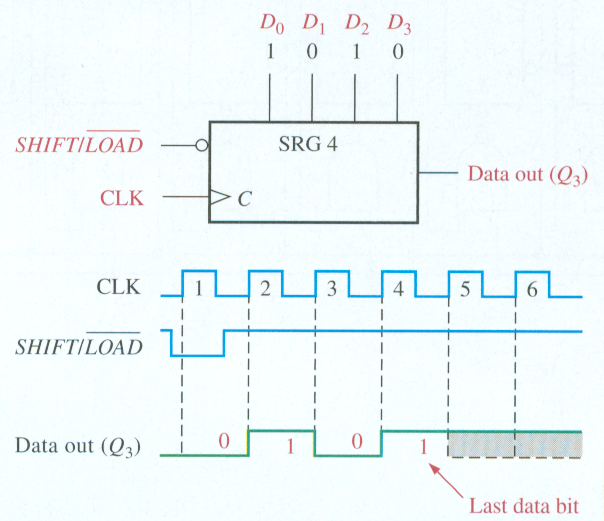 D0 D1 D2 D3
1 0 1 0
SHIFT/LOAD
SRG 4
Data out (Q3)
CLK
C
CLK
1 2 3 4 5 6
SHIFT/LOAD
Data out (Q3)
0 1 0 1
Last data bit